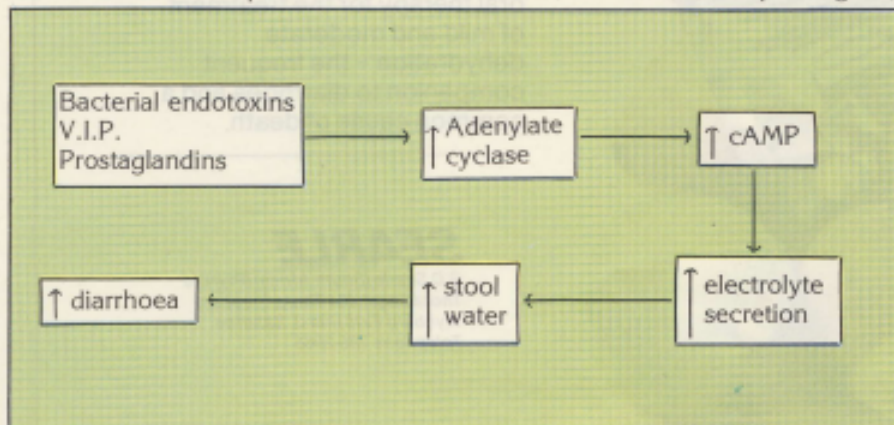 Bacterial endotoxins
V.I.P.
Prostaglandins
↑ Adenylate
cyclase
↑ cAMP
↑ electrolyte
secretion
↑ stool
water
↑ diarrhoea